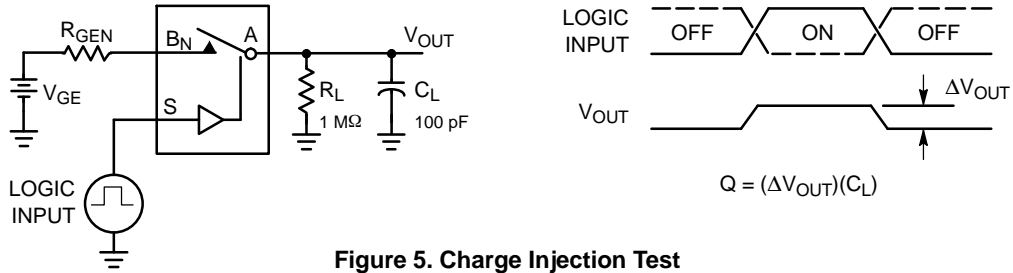 R_GEN
B_N
A
V_OUT
V_GE
S
R_L
1 MΩ
C_L
100 pF
LOGIC
INPUT
LOGIC
INPUT
OFF
ON
OFF
V_OUT
ΔV_OUT
Q = (ΔV_OUT)(C_L)
Figure 5. Charge Injection Test